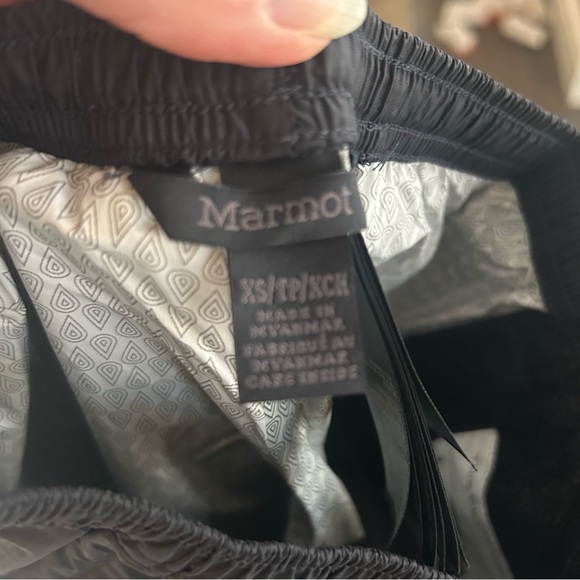 Marmot
XS/TP/XCH
MADE IN
MYANMAR
FABRIQUÉ AU
MYANMAR
CARE INSIDE